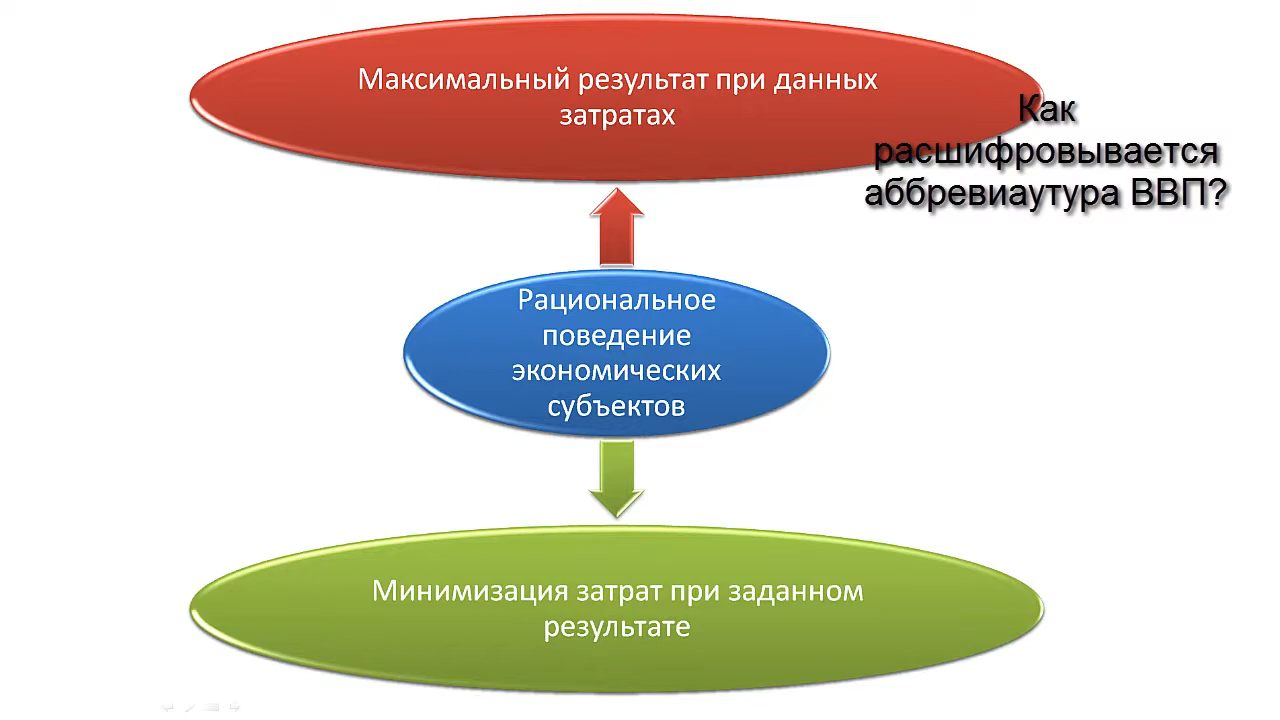 Максимальный результат при данных
затратах
Как
расшифровывается
аббревиаутура ВВП?
Рациональное
поведение
экономических
субъектов
Минимизация затрат при заданном
результате